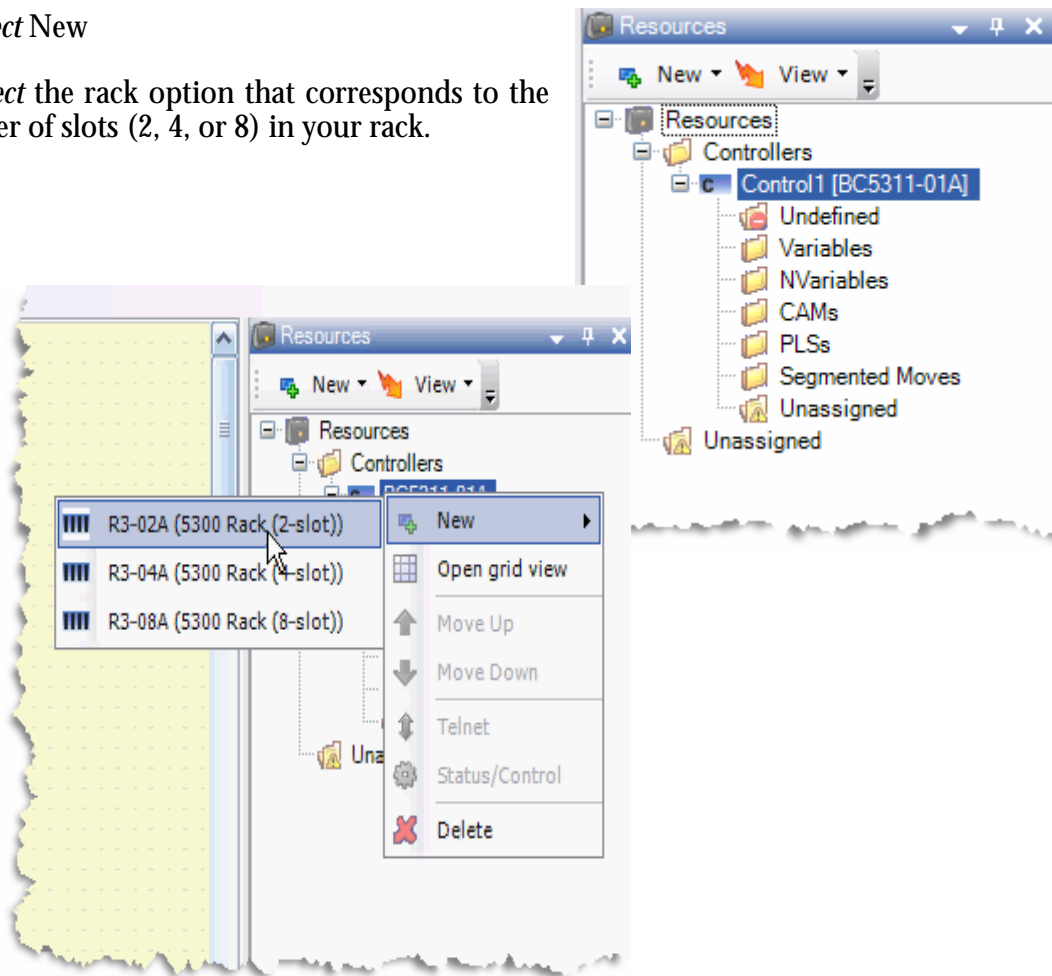 ect New
ect the rack option that corresponds to the
er of slots (2, 4, or 8) in your rack.
Resources
New View
Resources
Controllers
Control1 [BC5311-01A]
Undefined
Variables
NVariables
CAMs
PLSs
Segmented Moves
Unassigned
Unassigned
Resources
New View
Resources
Controllers
BC5311-01A
R3-02A (5300 Rack (2-slot))
R3-04A (5300 Rack (4-slot))
R3-08A (5300 Rack (8-slot))
New
Open grid view
Move Up
Move Down
Telnet
Status/Control
Delete
Una